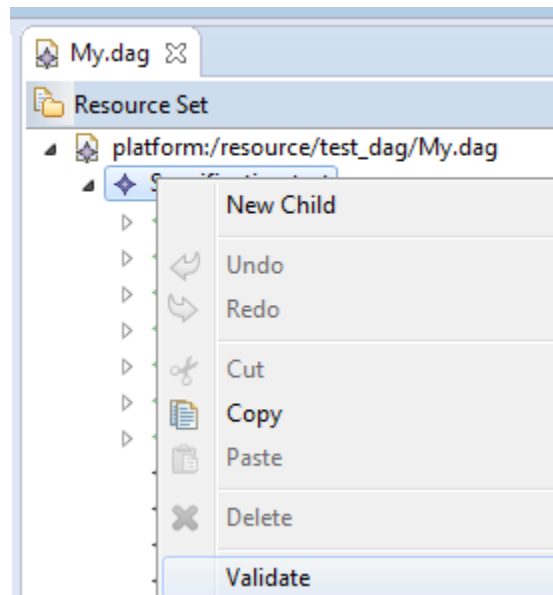 My.dag
Resource Set
platform:/resource/test_dag/My.dag
New Child
Undo
Redo
Cut
Copy
Paste
Delete
Validate